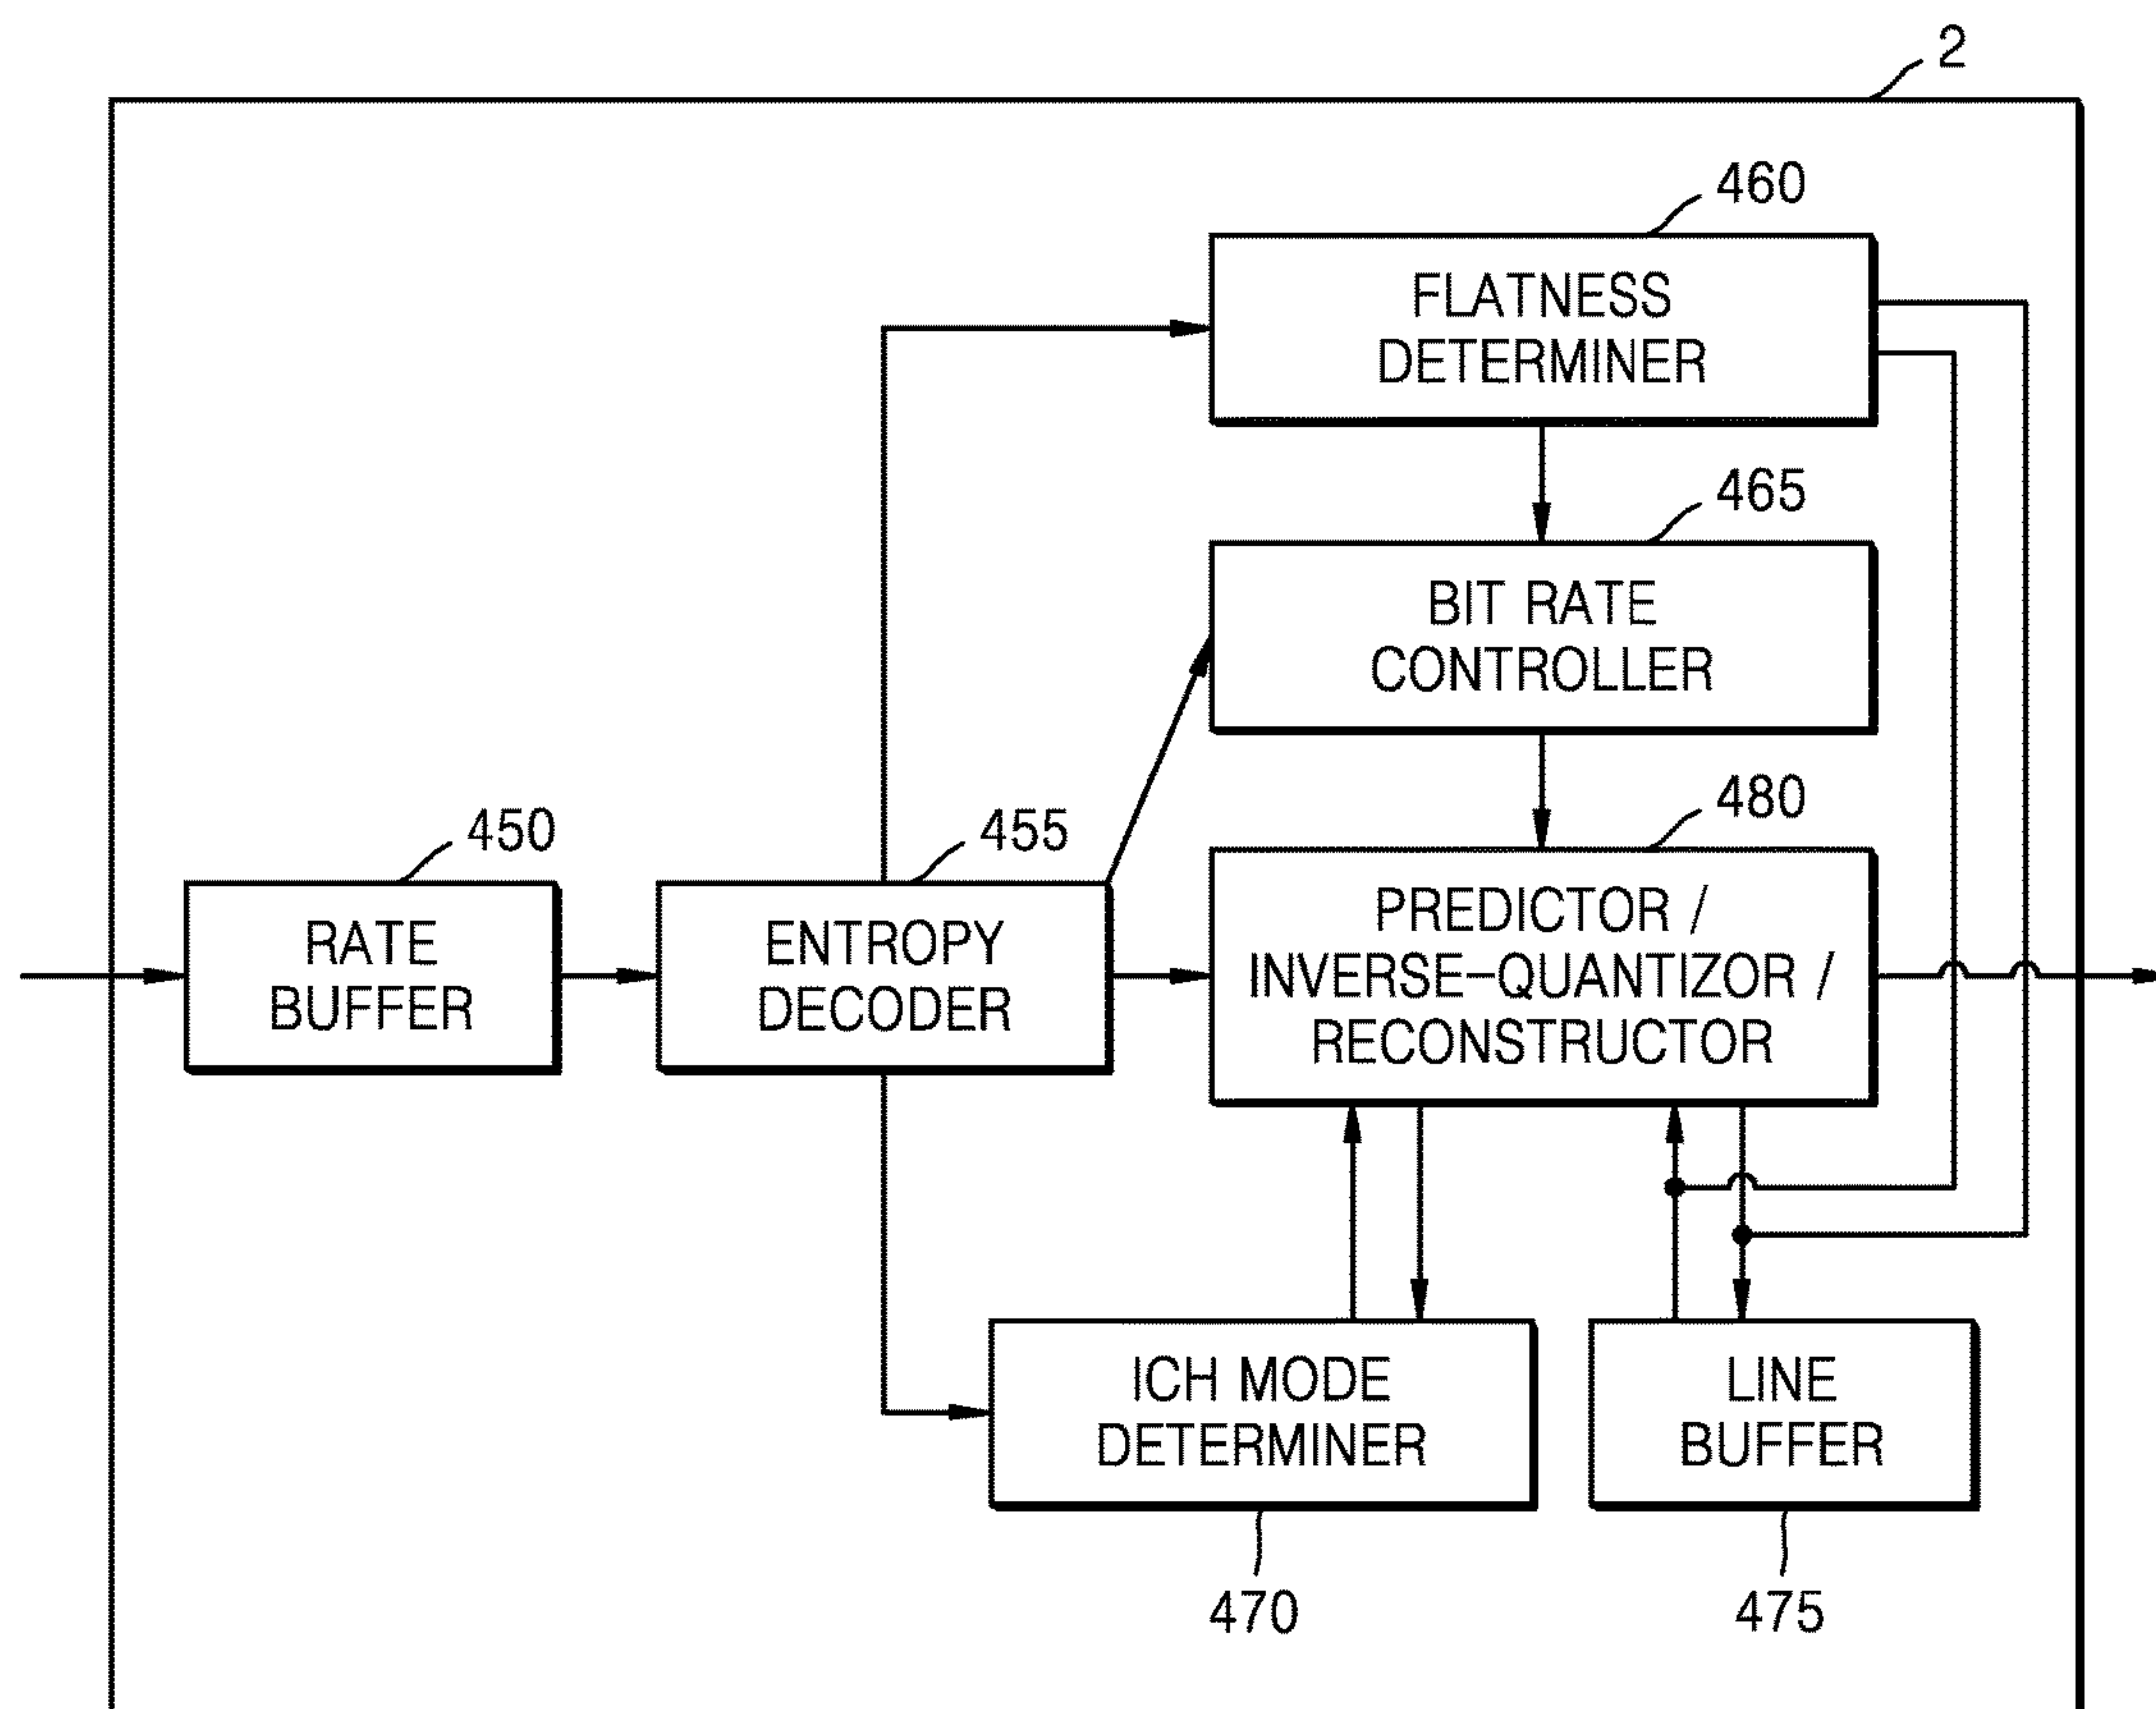 2
460
FLATNESS
DETERMINER
465
BIT RATE
CONTROLLER
480
PREDICTOR /
INVERSE-QUANTIZOR /
RECONSTRUCTOR
450
RATE
BUFFER
455
ENTROPY
DECODER
ICH MODE
DETERMINER
470
LINE
BUFFER
475